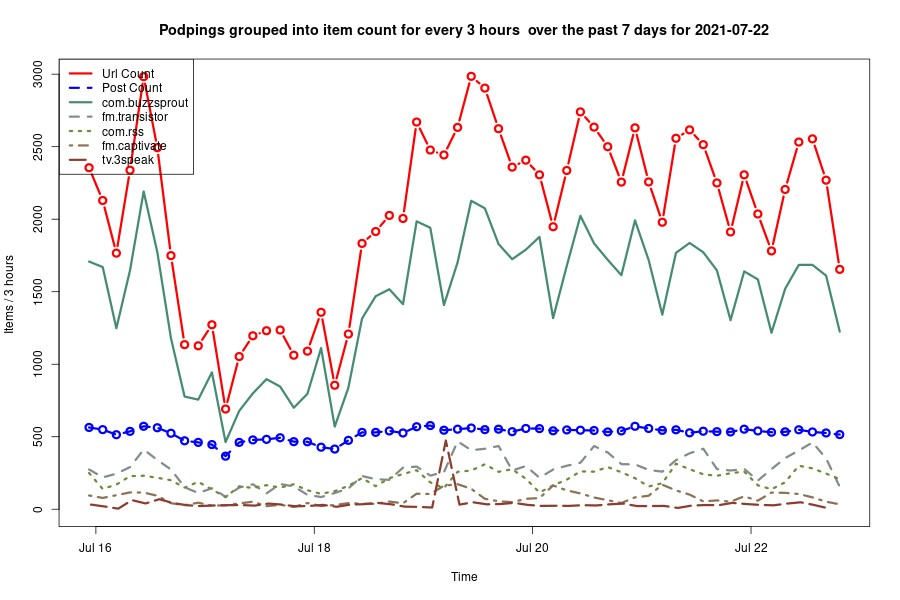 Podpings grouped into item count for every 3 hours  over the past 7 days for 2021-07-22
Url Count
Post Count
com.buzzsprout
fm.transistor
com.rss
fm.captivate
tv.3speak
3000
2500
2000
1500
1000
500
0
Items / 3 hours
Jul 16
Jul 18
Jul 20
Jul 22
Time